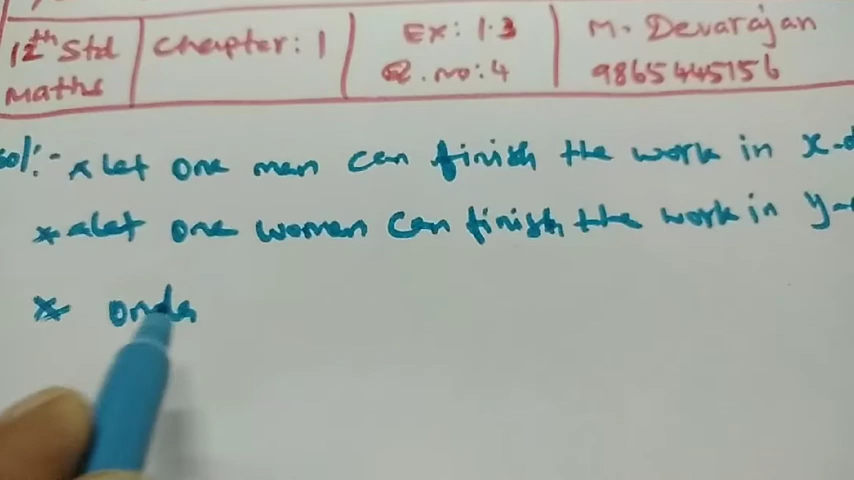 12th Std
Maths
Chapter: 1
Ex: 1.3
Q. no: 4
M. Devarajan
9865445156
Sol:- * Let one man can finish the work in x-d
* Let one women can finish the work in y-
*